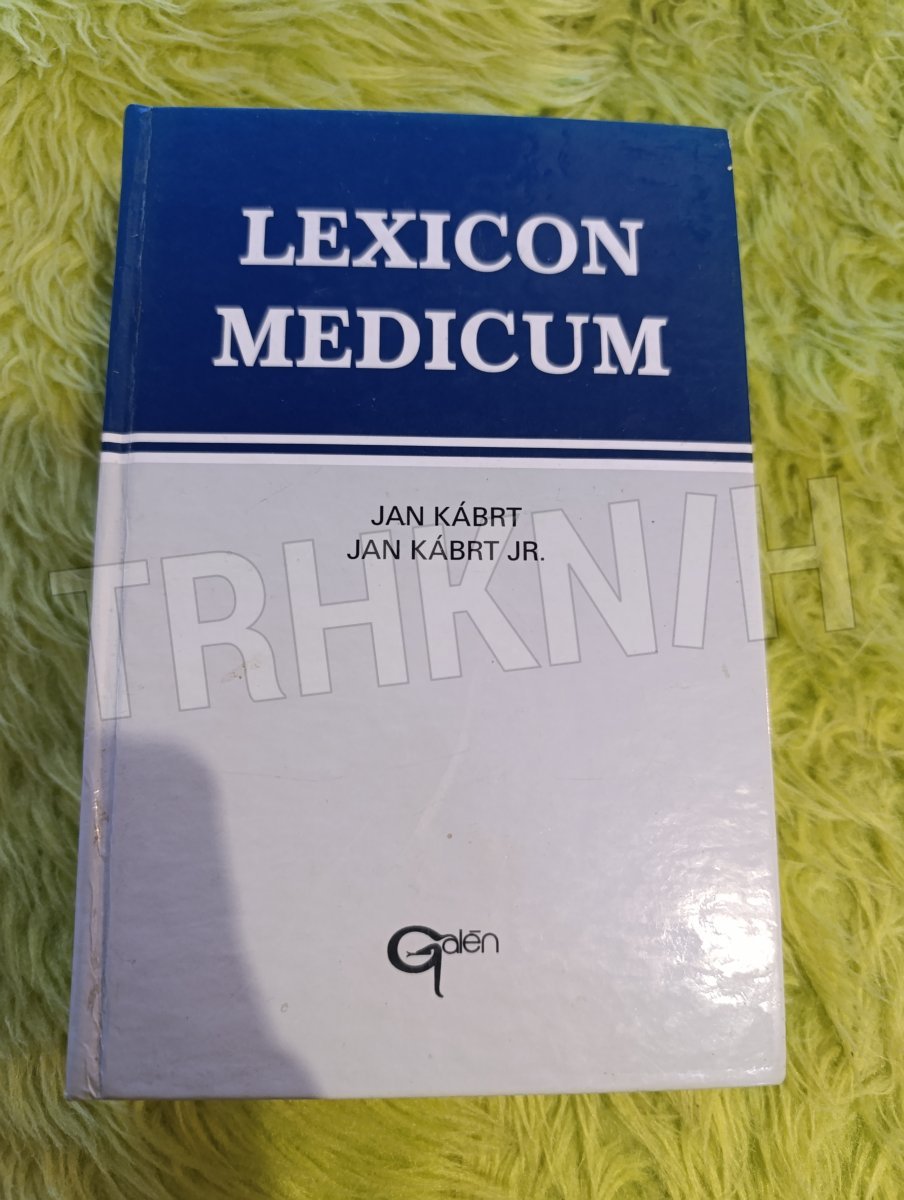 LEXICON
MEDICUM
JAN KÁBRT
JAN KÁBRT JR.
TRHKNIH
Galén